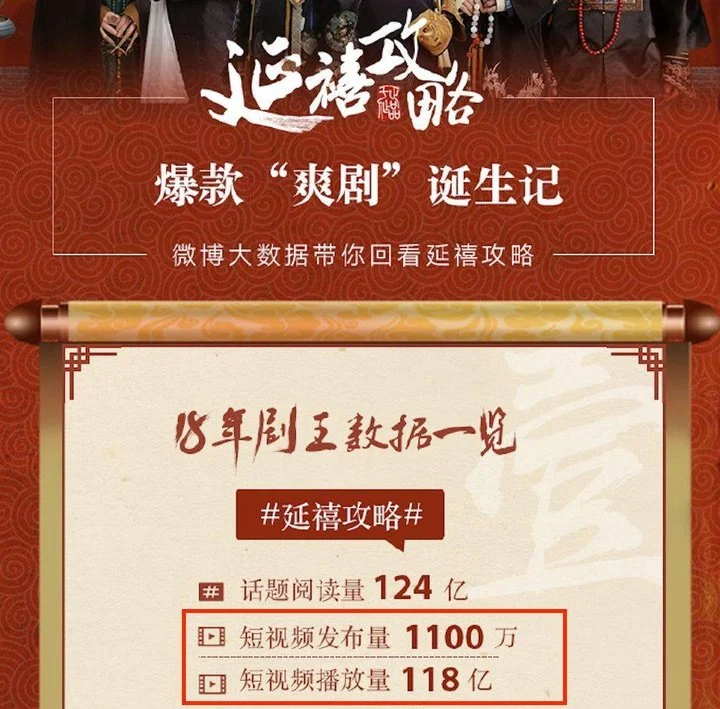 延禧攻略
爆款“爽剧”诞生记
微博大数据带你回看延禧攻略
壹
18年剧王数据一览
#延禧攻略#
# 话题阅读量 124 亿
短视频发布量 1100 万
短视频播放量 118 亿